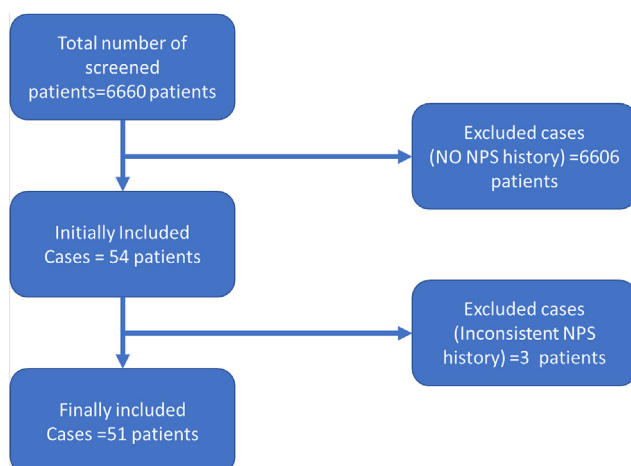 Total number of
screened
patients=6660 patients
Excluded cases
(NO NPS history) =6606
patients
Initially Included
Cases = 54 patients
Excluded cases
(Inconsistent NPS
history) =3 patients
Finally included
Cases =51 patients